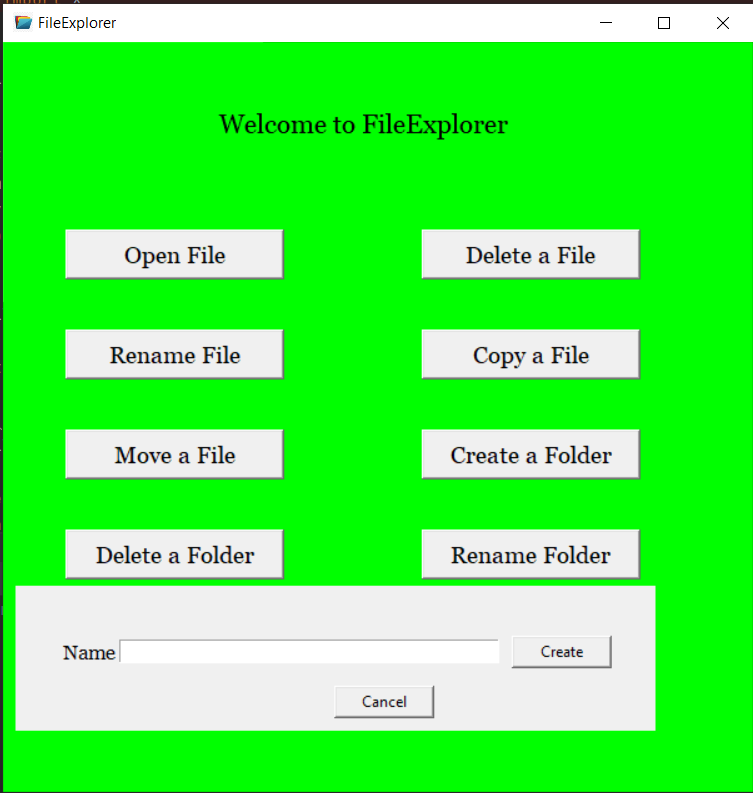 FileExplorer
Welcome to FileExplorer
Open File
Delete a File
Rename File
Copy a File
Move a File
Create a Folder
Delete a Folder
Rename Folder
Name
Create
Cancel